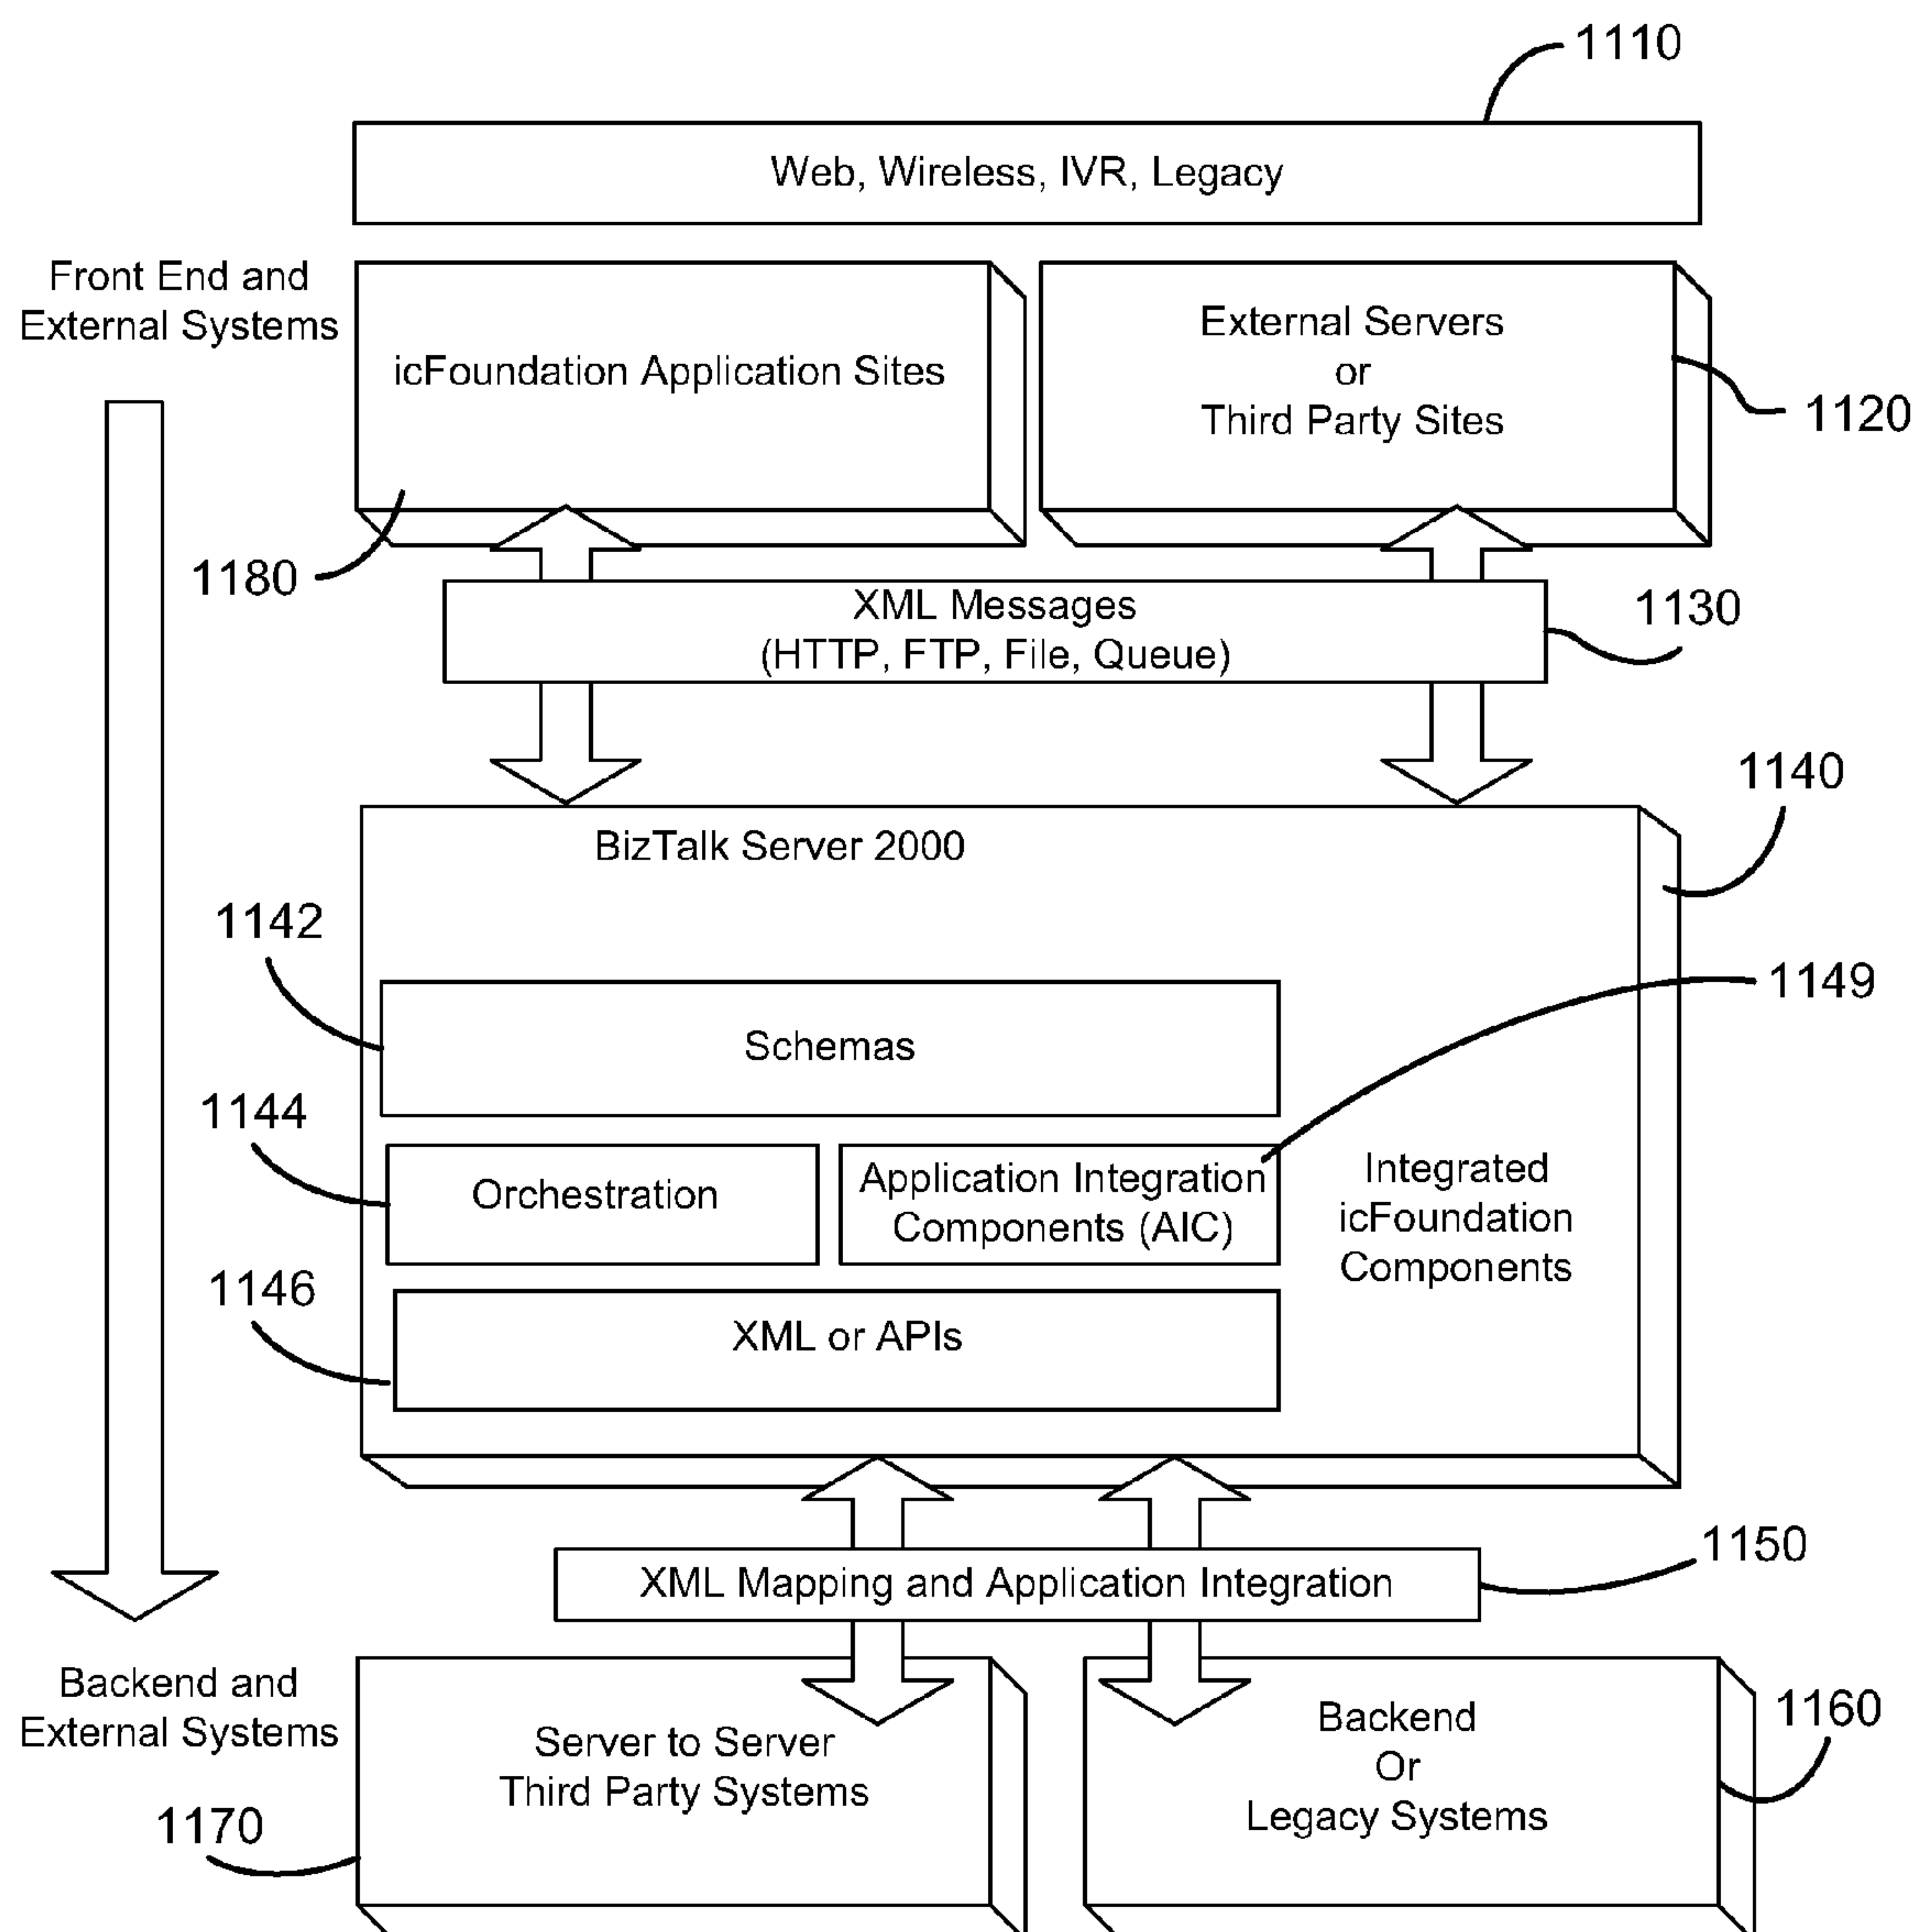 1110
Web, Wireless, IVR, Legacy
Front End and
External Systems
icFoundation Application Sites
External Servers
or
Third Party Sites
1120
1180
XML Messages
(HTTP, FTP, File, Queue)
1130
1140
BizTalk Server 2000
1142
1149
Schemas
1144
Orchestration
Application Integration
Components (AIC)
Integrated
icFoundation
Components
1146
XML or APIs
1150
XML Mapping and Application Integration
Backend and
External Systems
Server to Server
Third Party Systems
Backend
Or
Legacy Systems
1160
1170